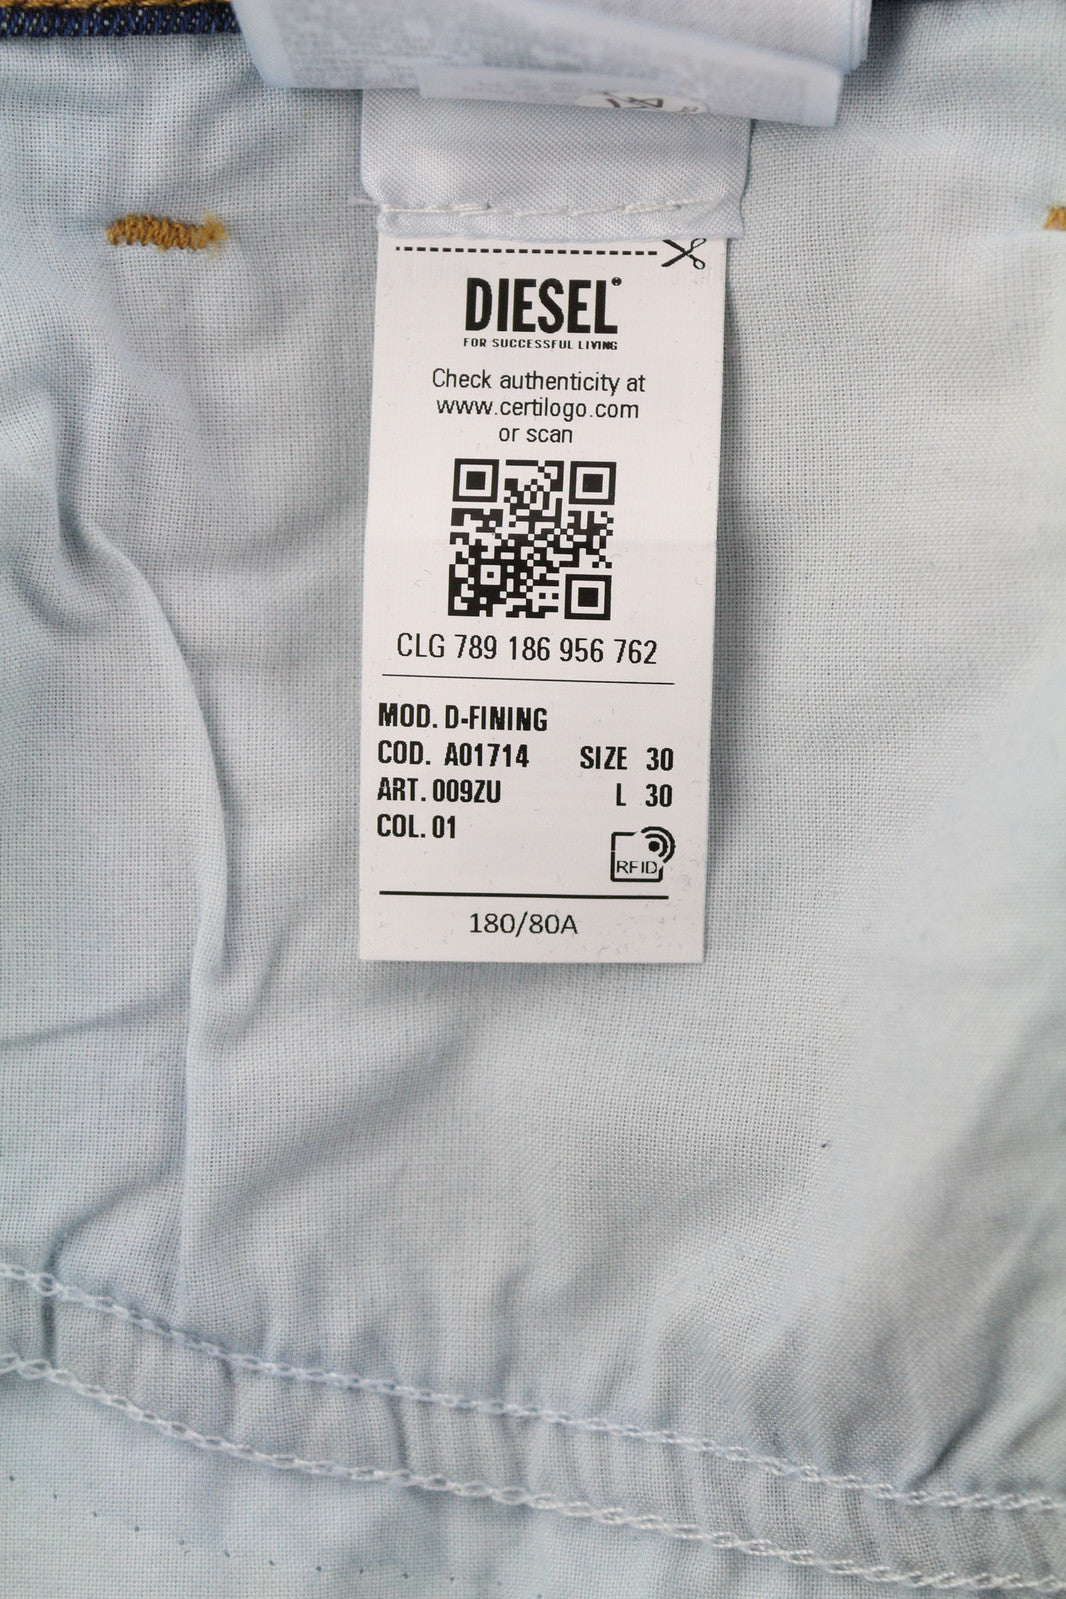 DIESEL
FOR SUCCESSFUL LIVING
Check authenticity at
www.certilogo.com
or scan
CLG 789 186 956 762
MOD. D-FINING
COD. A01714 SIZE 30
ART. 009ZU L 30
COL. 01
RFID
180/80A